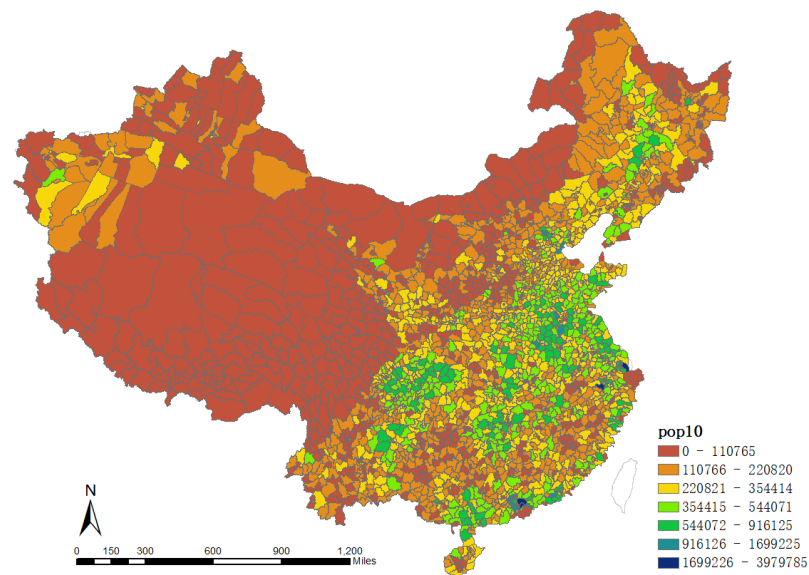 pop10
0 - 110765
110766 - 220820
220821 - 354414
354415 - 544071
544072 - 916125
916126 - 1699225
1699226 - 3979785
N
0 150 300 600 900 1,200
Miles